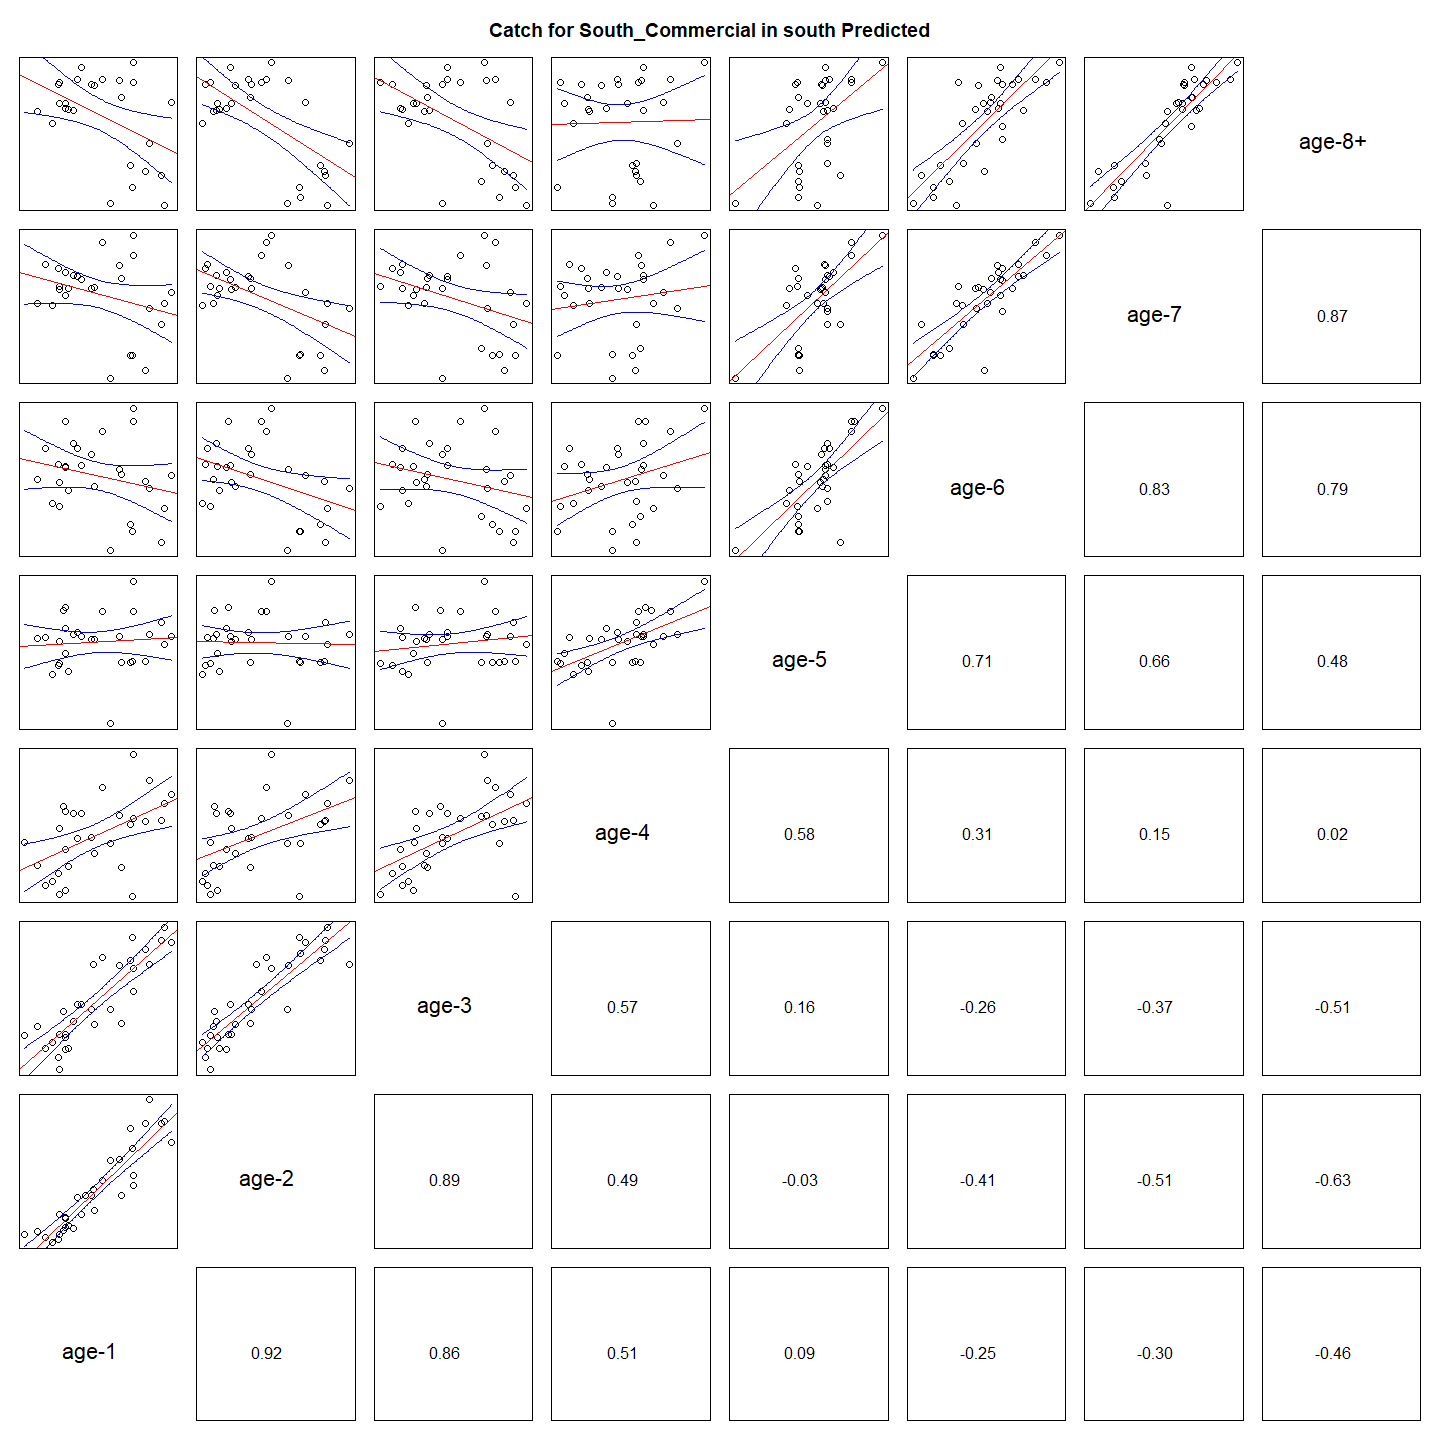 Catch for South_Commercial in south Predicted
age-8+
age-7 0.87
age-6 0.83 0.79
age-5 0.71 0.66 0.48
age-4 0.58 0.31 0.15 0.02
age-3 0.57 0.16 -0.26 -0.37 -0.51
age-2 0.89 0.49 -0.03 -0.41 -0.51 -0.63
age-1 0.92 0.86 0.51 0.09 -0.25 -0.30 -0.46